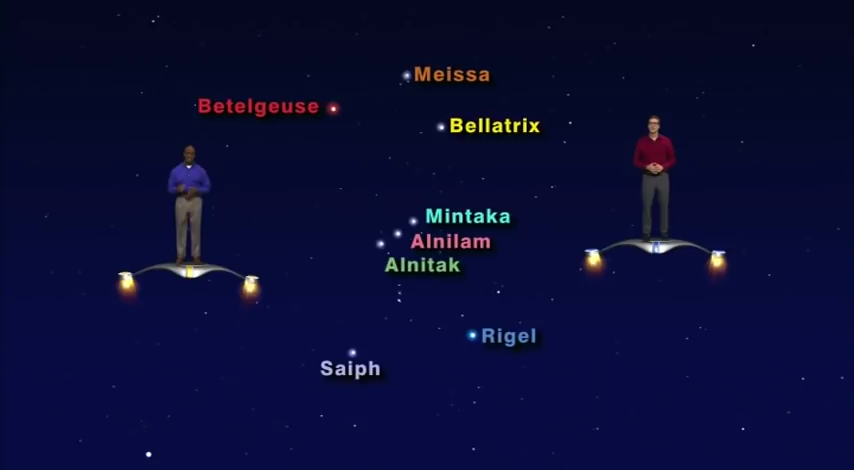 Meissa
Betelgeuse
Bellatrix
Mintaka
Alnilam
Alnitak
Rigel
Saiph